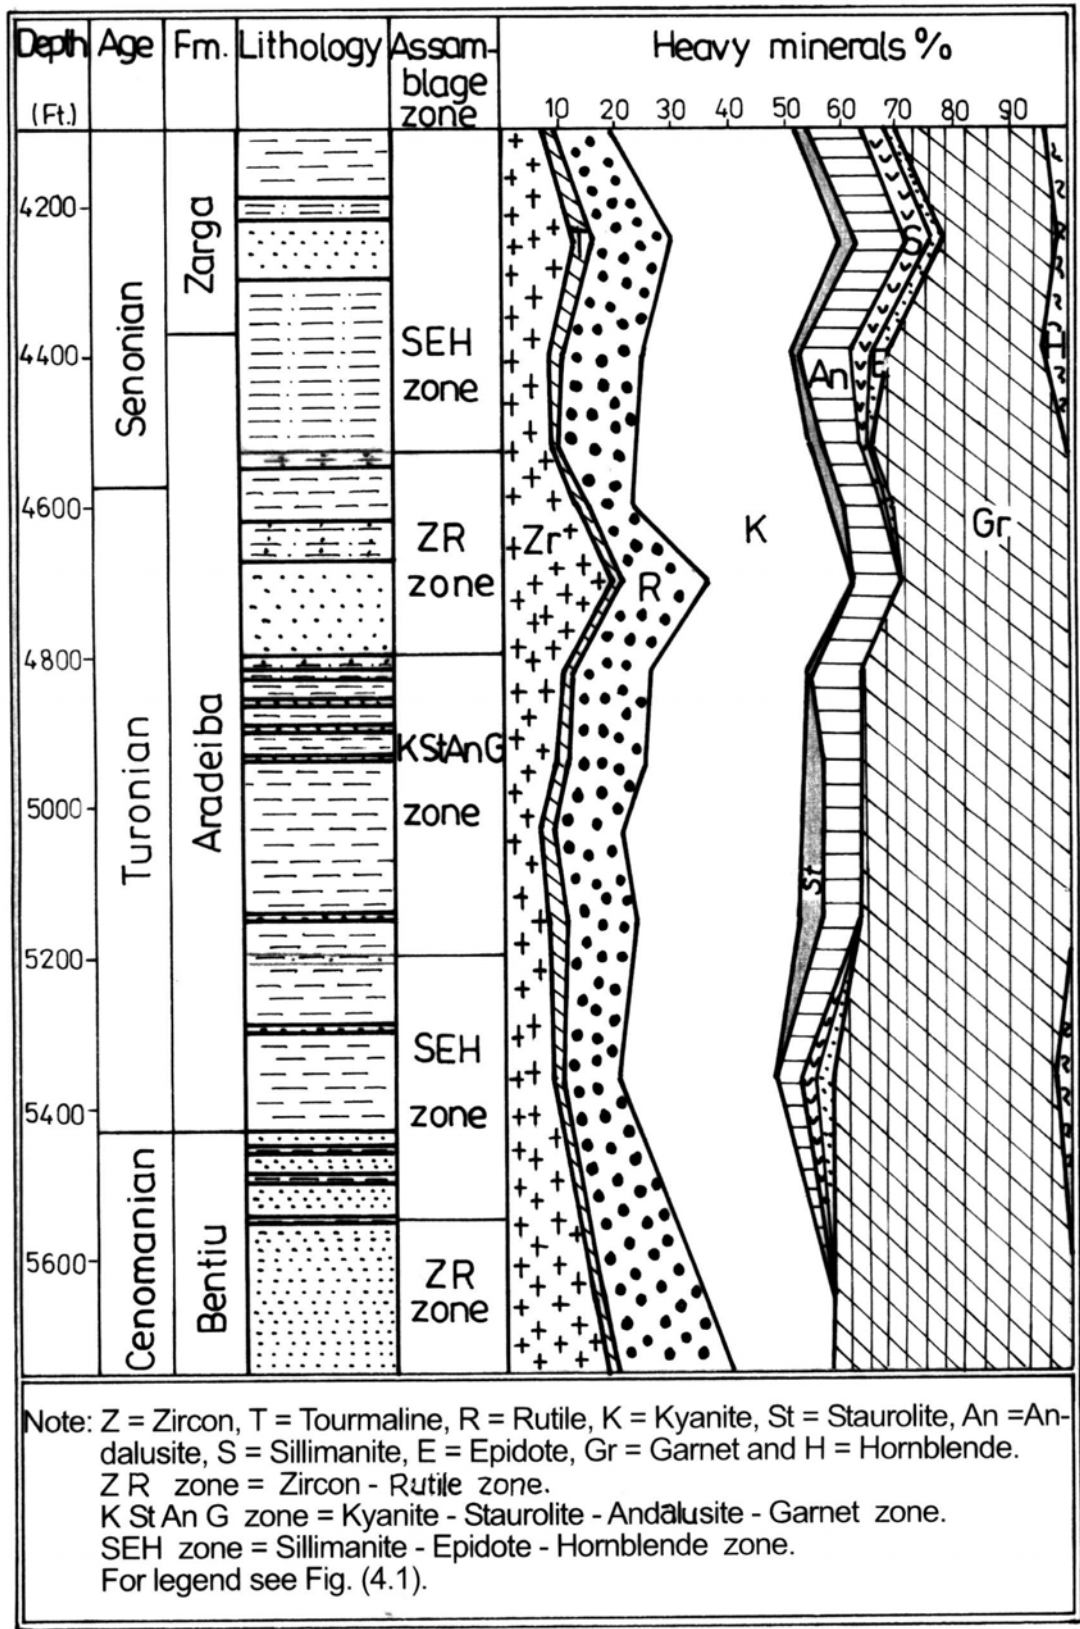 Depth Age Fm. Lithology Assam- Heavy minerals %
blage
(Ft.) zone 10 20 30 40 50 60 70 80 90
4200
4400
4600
4800
5000
5200
5400
5600
Senonian
Turonian
Cenomanian
Zarga
Aradeiba
Bentiu
SEH
zone
ZR
zone
KStAnG
zone
SEH
zone
ZR
zone
T
S
H
An
E
Zr
R
K
Gr
St
Note: Z = Zircon, T = Tourmaline, R = Rutile, K = Kyanite, St = Staurolite, An =An-
dalusite, S = Sillimanite, E = Epidote, Gr = Garnet and H = Hornblende.
Z R zone = Zircon - Rutile zone.
K St An G zone = Kyanite - Staurolite - Andalusite - Garnet zone.
SEH zone = Sillimanite - Epidote - Hornblende zone.
For legend see Fig. (4.1).